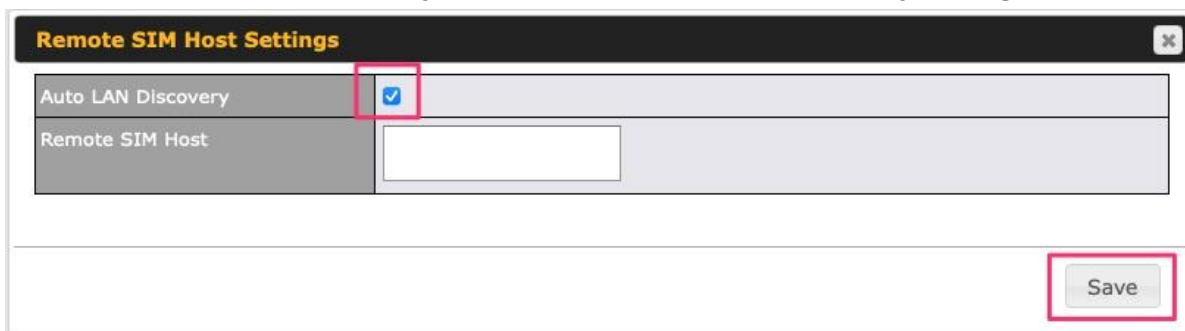 Remote SIM Host Settings
Auto LAN Discovery
Remote SIM Host
Save